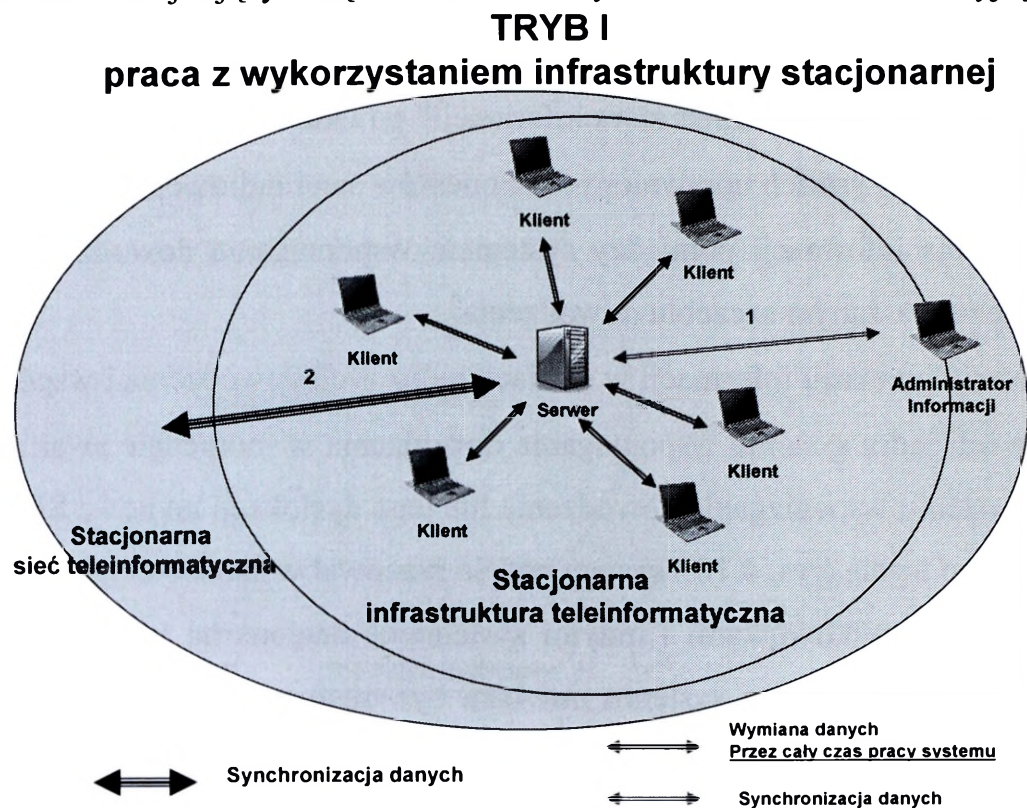 TRYB I
praca z wykorzystaniem infrastruktury stacjonarnej
Klient
Klient
1
Klient
2
Serwer
Administrator
Informacji
Klient
Klient
Stacjonarna
sieć teleinformatyczna
Klient
Stacjonarna
infrastruktura teleinformatyczna
Wymiana danych
Przez cały czas pracy systemu
Synchronizacja danych
Synchronizacja danych